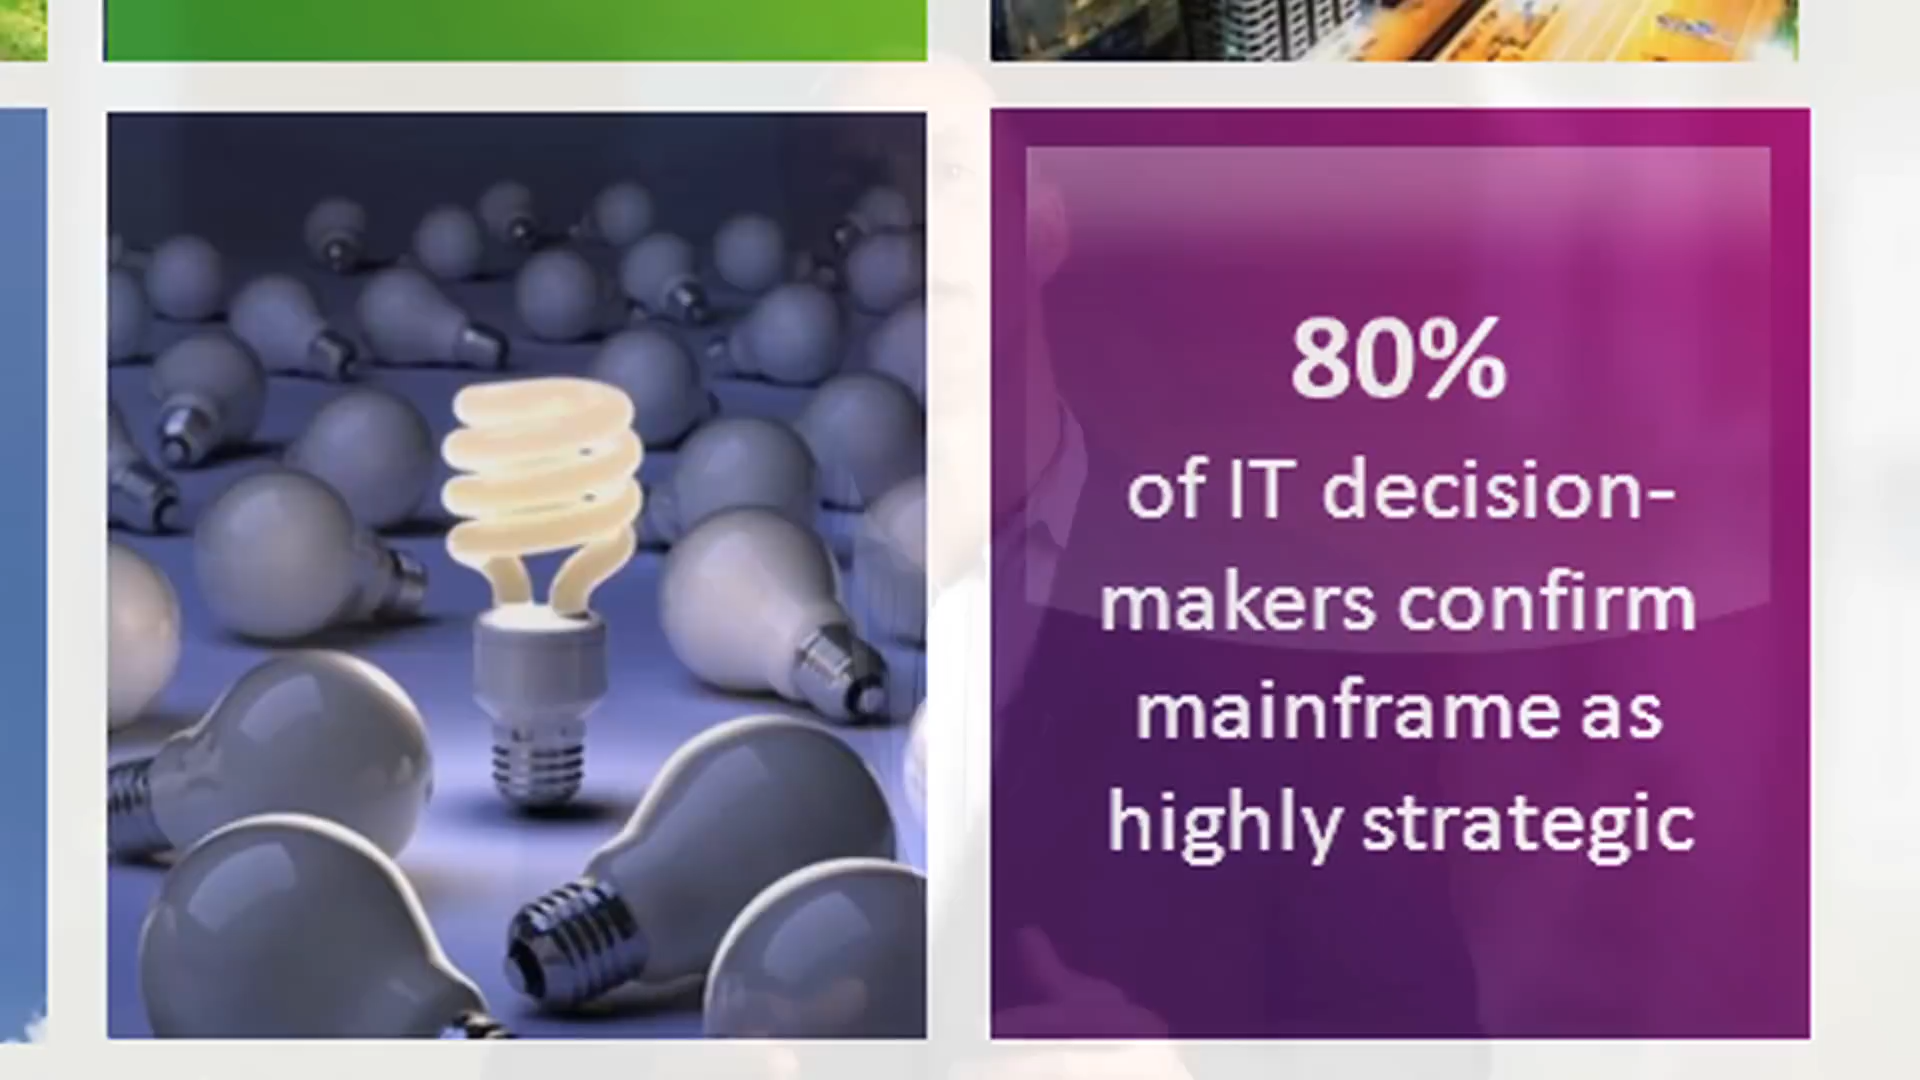 80%
of IT decision-
makers confirm
mainframe as
highly strategic